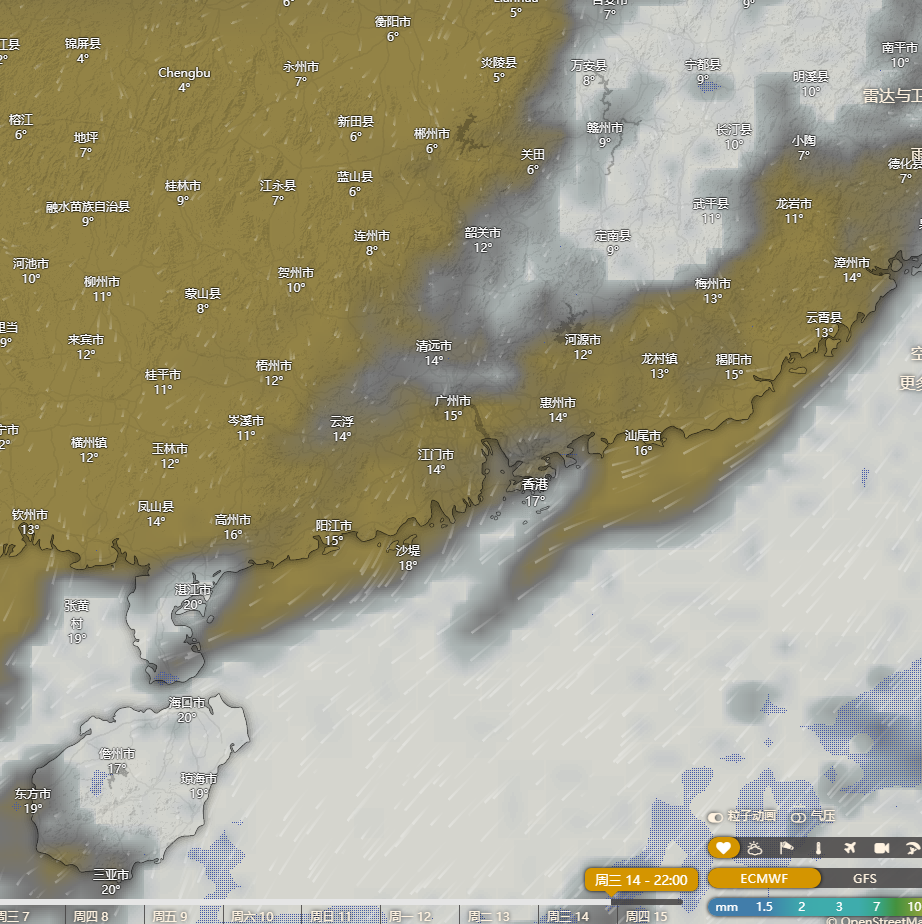 6°
Lianhua
5°
7°
9°
衡阳市
6°
江县
2°
锦屏县
4°
南平市
10°
Chengbu
4°
永州市
7°
炎陵县
5°
万安县
8°
宁都县
9°
明溪县
10°
雷达与卫
榕江
6°
地坪
7°
新田县
6°
郴州市
6°
赣州市
9°
长汀县
10°
小陶
7°
雨
关田
6°
德化县
7°
桂林市
9°
江永县
7°
蓝山县
6°
融水苗族自治县
9°
武平县
11°
龙岩市
11°
连州市
8°
韶关市
12°
定南县
9°
河池市
10°
柳州市
11°
贺州市
10°
漳州市
14°
蒙山县
8°
梅州市
13°
云霄县
13°
里当
9°
来宾市
12°
清远市
14°
河源市
12°
龙村镇
13°
揭阳市
15°
空
桂平市
11°
梧州市
12°
更多
广州市
15°
惠州市
14°
岑溪市
11°
云浮
14°
宁市
2°
横州镇
12°
玉林市
12°
汕尾市
16°
江门市
14°
香港
17°
凤山县
14°
钦州市
13°
高州市
16°
阳江市
15°
沙堤
18°
湛江市
20°
张黄
村
19°
海口市
20°
儋州市
17°
琼海市
19°
东方市
19°
三亚市
20°
粒子动画 气压
周三 14 - 22:00
ECMWF GFS
mm 1.5 2 3 7 10
周三 7 周四 8 周五 9 周六 10 周日 11 周一 12 周二 13 周三 14 周四 15
© OpenStreetMa